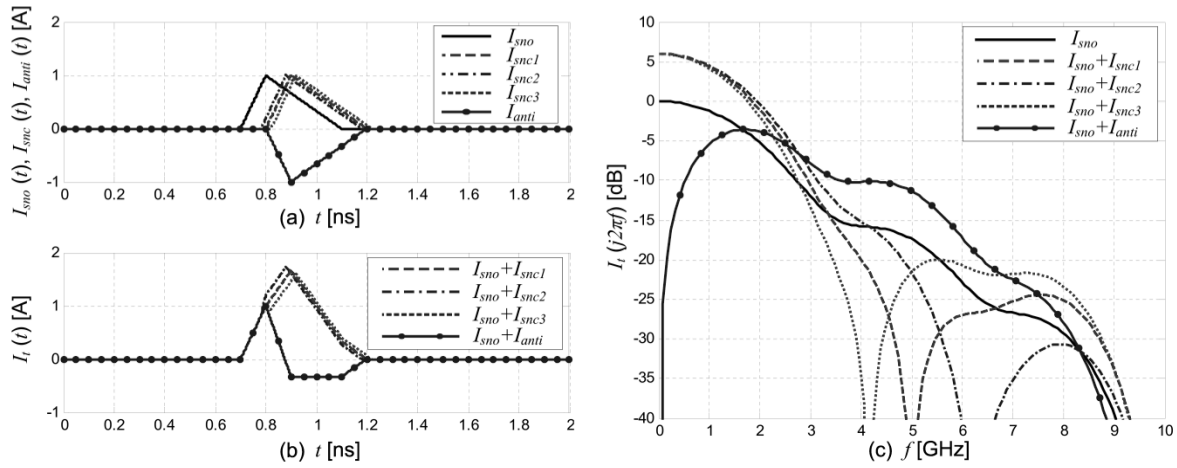 I_sno (t), I_snc (t), I_anti (t) [A]
2
1
0
-1
I_sno
I_snc1
I_snc2
I_snc3
I_anti
0 0.2 0.4 0.6 0.8 1 1.2 1.4 1.6 1.8 2
(a) t [ns]
I_t (t) [A]
2
1
0
-1
I_sno+I_snc1
I_sno+I_snc2
I_sno+I_snc3
I_sno+I_anti
0 0.2 0.4 0.6 0.8 1 1.2 1.4 1.6 1.8 2
(b) t [ns]
I_t (j2πf) [dB]
10
5
0
-5
-10
-15
-20
-25
-30
-35
-40
I_sno
I_sno+I_snc1
I_sno+I_snc2
I_sno+I_snc3
I_sno+I_anti
0 1 2 3 4 5 6 7 8 9 10
(c) f [GHz]